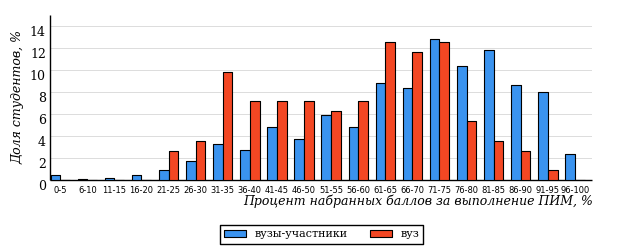 Доля студентов, %
14
12
10
8
6
4
2
0
0-5 6-10 11-15 16-20 21-25 26-30 31-35 36-40 41-45 46-50 51-55 56-60 61-65 66-70 71-75 76-80 81-85 86-90 91-95 96-100
Процент набранных баллов за выполнение ПИМ, %
вузы-участники вуз